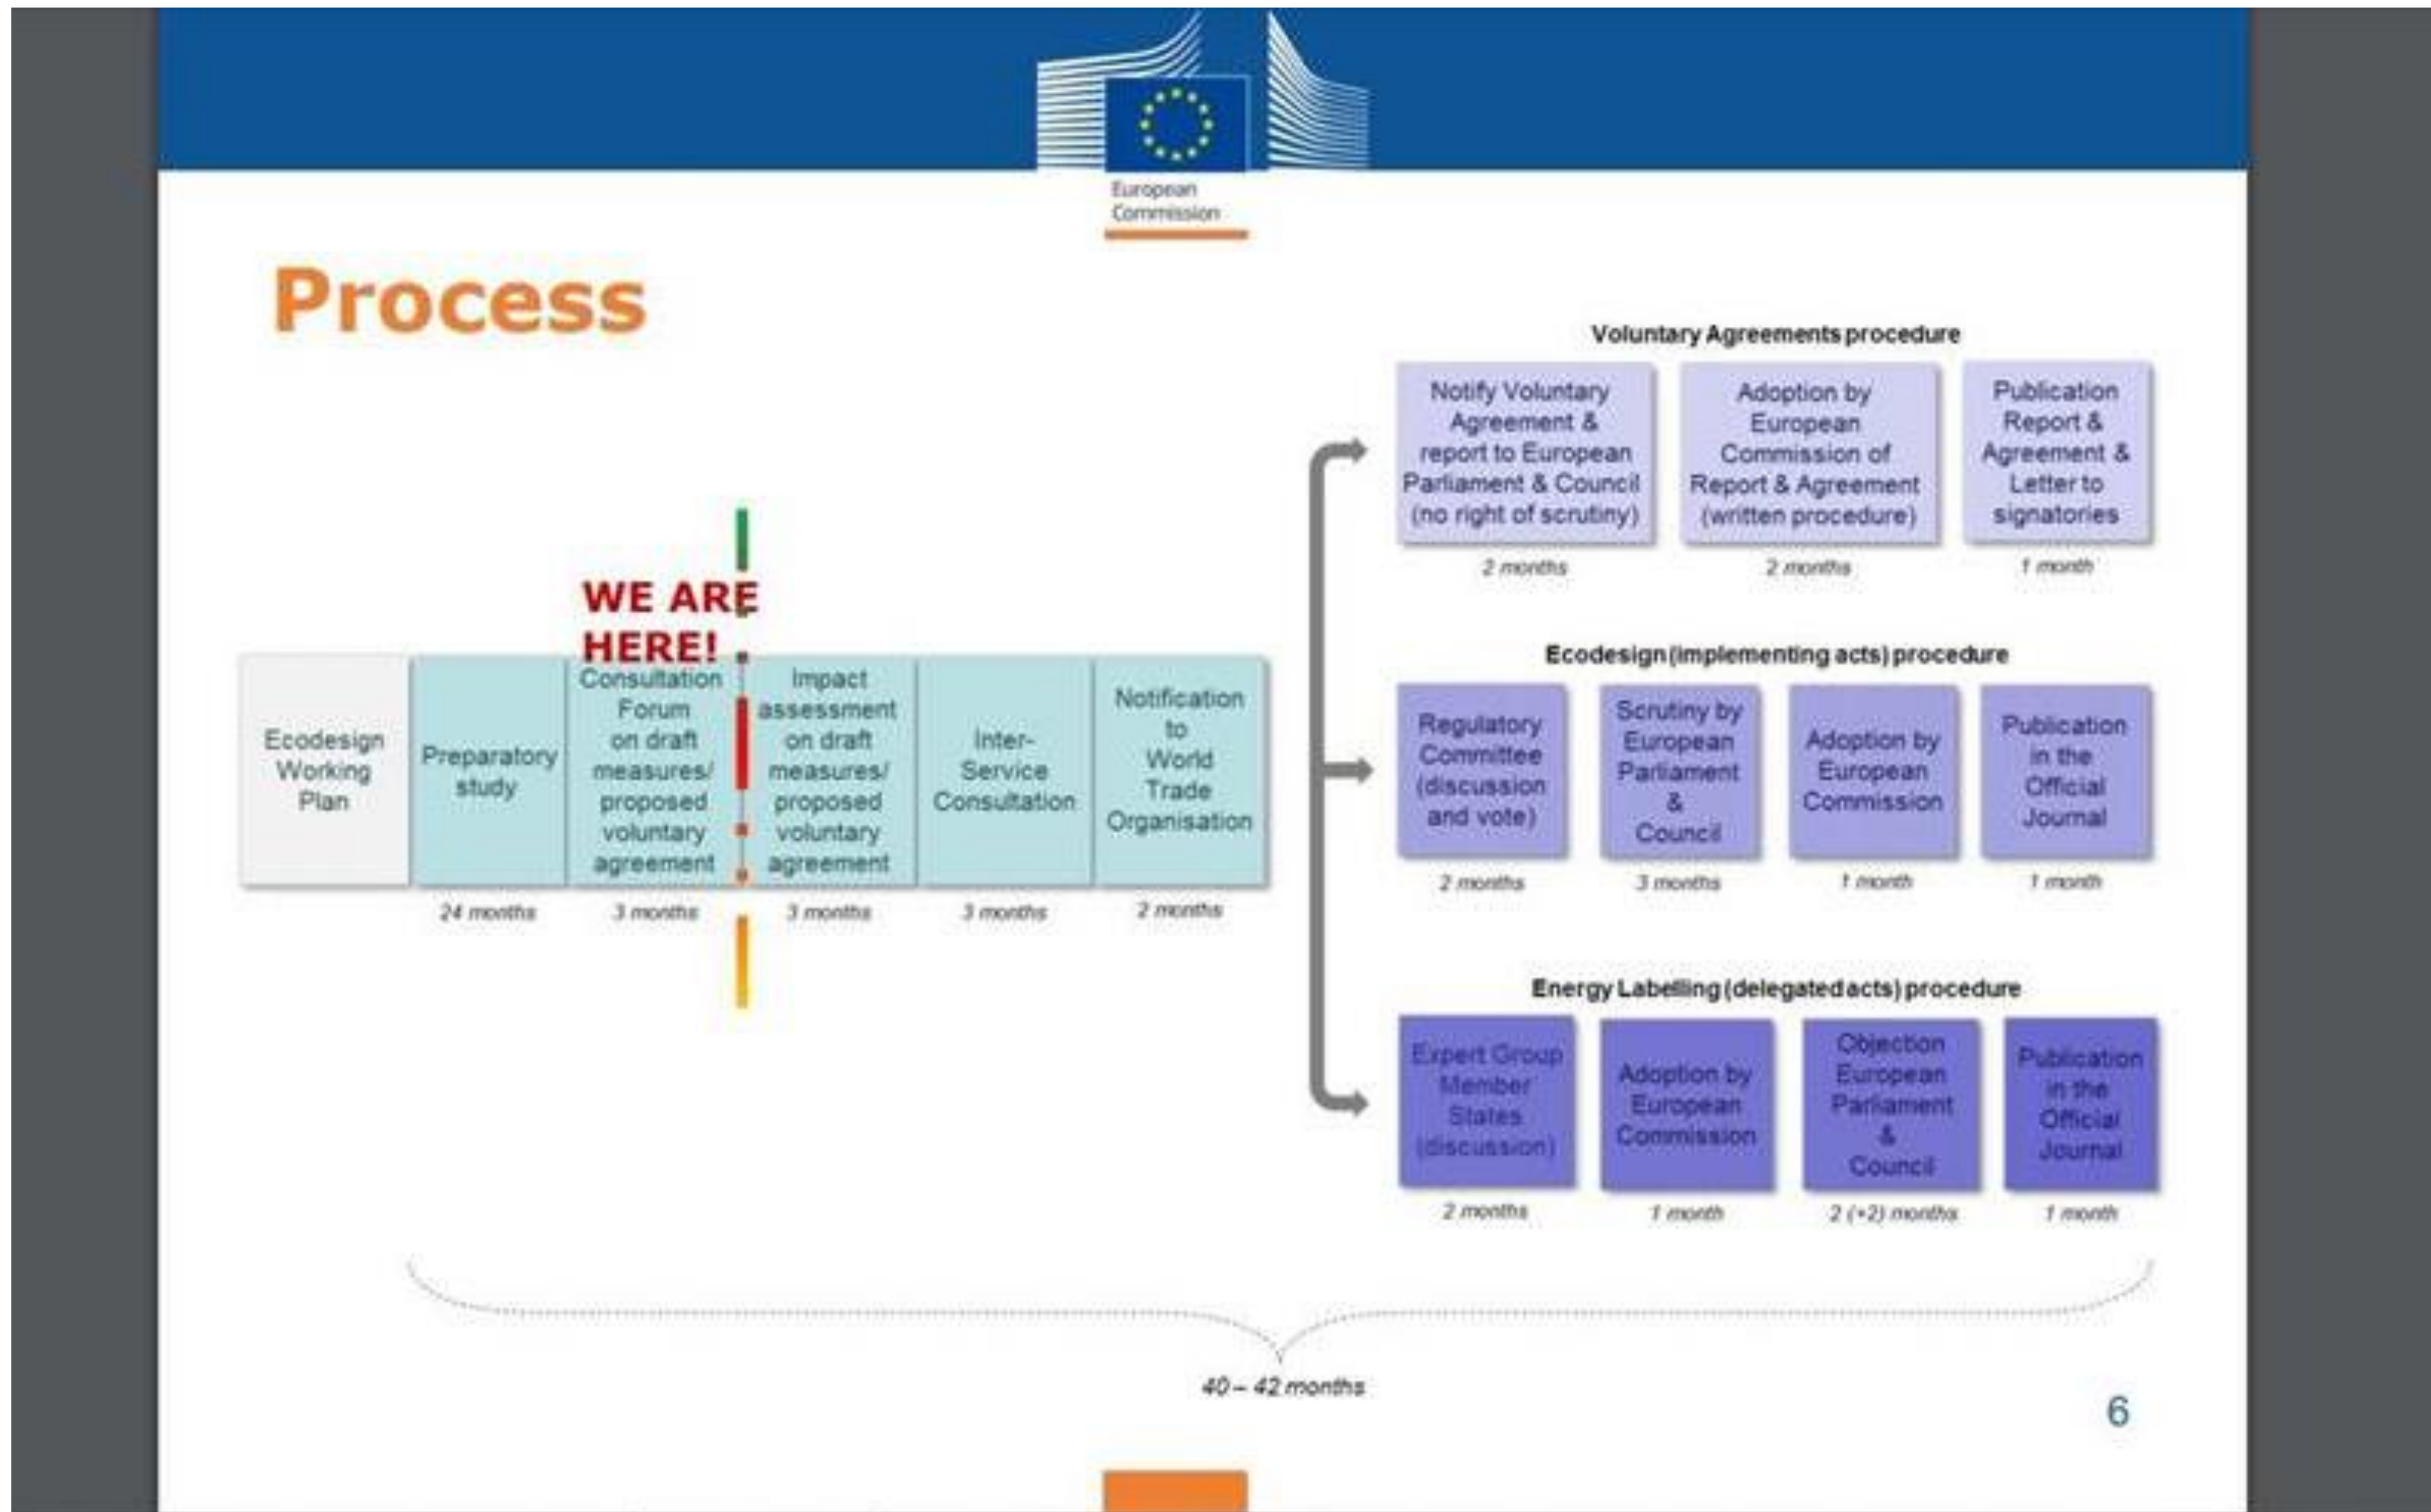 European
Commission
Process
WE ARE
HERE!
Ecodesign
Working
Plan
Preparatory
study
24 months
Consultation
Forum
on draft
measures/
proposed
voluntary
agreement
3 months
Impact
assessment
on draft
measures/
proposed
voluntary
agreement
3 months
Inter-
Service
Consultation
3 months
Notification
to
World
Trade
Organisation
2 months
Voluntary Agreements procedure
Notify Voluntary
Agreement &
report to European
Parliament & Council
(no right of scrutiny)
2 months
Adoption by
European
Commission of
Report & Agreement
(written procedure)
2 months
Publication
Report &
Agreement &
Letter to
signatories
1 month
Ecodesign (implementing acts) procedure
Regulatory
Committee
(discussion
and vote)
2 months
Scrutiny by
European
Parliament
&
Council
3 months
Adoption by
European
Commission
1 month
Publication
in the
Official
Journal
1 month
Energy Labelling (delegated acts) procedure
Expert Group
Member
States
(discussion)
2 months
Adoption by
European
Commission
1 month
Objection
European
Parliament
&
Council
2 (+2) months
Publication
in the
Official
Journal
1 month
40 – 42 months
6